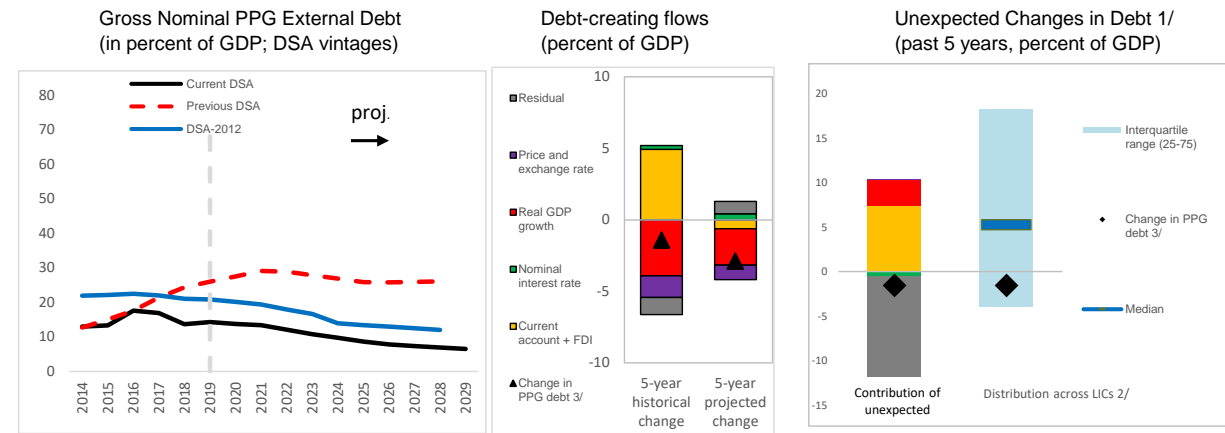 Gross Nominal PPG External Debt
(in percent of GDP; DSA vintages)
Current DSA
Previous DSA
DSA-2012
proj.
80
70
60
50
40
30
20
10
0
2014
2015
2016
2017
2018
2019
2020
2021
2022
2023
2024
2025
2026
2027
2028
2029
Debt-creating flows
(percent of GDP)
Residual
Price and
exchange rate
Real GDP
growth
Nominal
interest rate
Current
account + FDI
Change in
PPG debt 3/
10
5
0
-5
-10
5-year
historical
change
5-year
projected
change
Unexpected Changes in Debt 1/
(past 5 years, percent of GDP)
20
15
10
5
0
-5
-10
-15
Contribution of
unexpected
Distribution across LICs 2/
Interquartile
range (25-75)
Change in PPG
debt 3/
Median